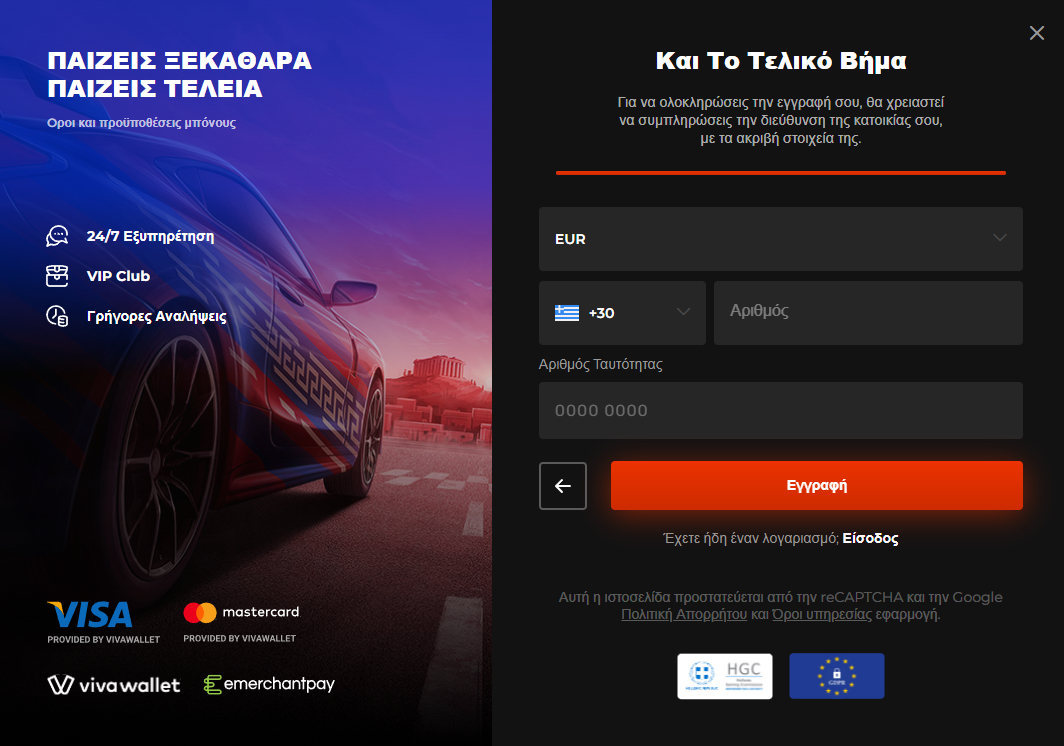 ΠΑΙΖΕΙΣ ΞΕΚΑΘΑΡΑ
ΠΑΙΖΕΙΣ ΤΕΛΕΙΑ
Οροι και προϋποθέσεις μπόνους
24/7 Εξυπηρέτηση
VIP Club
Γρήγορες Αναλήψεις
VISA
PROVIDED BY VIVAWALLET
mastercard
PROVIDED BY VIVAWALLET
viva wallet
emerchantpay
Και Το Τελικό Βήμα
Για να ολοκληρώσεις την εγγραφή σου, θα χρειαστεί
να συμπληρώσεις την διεύθυνση της κατοικίας σου,
με τα ακριβή στοιχεία της.
EUR
+30
Αριθμός
Αριθμός Ταυτότητας
0000 0000
Εγγραφή
Έχετε ήδη έναν λογαριασμό; Είσοδος
Αυτή η ιστοσελίδα προστατεύεται από την reCAPTCHA και την Google
Πολιτική Απορρήτου και Όροι υπηρεσίας εφαρμογή.
HGC
GDPR